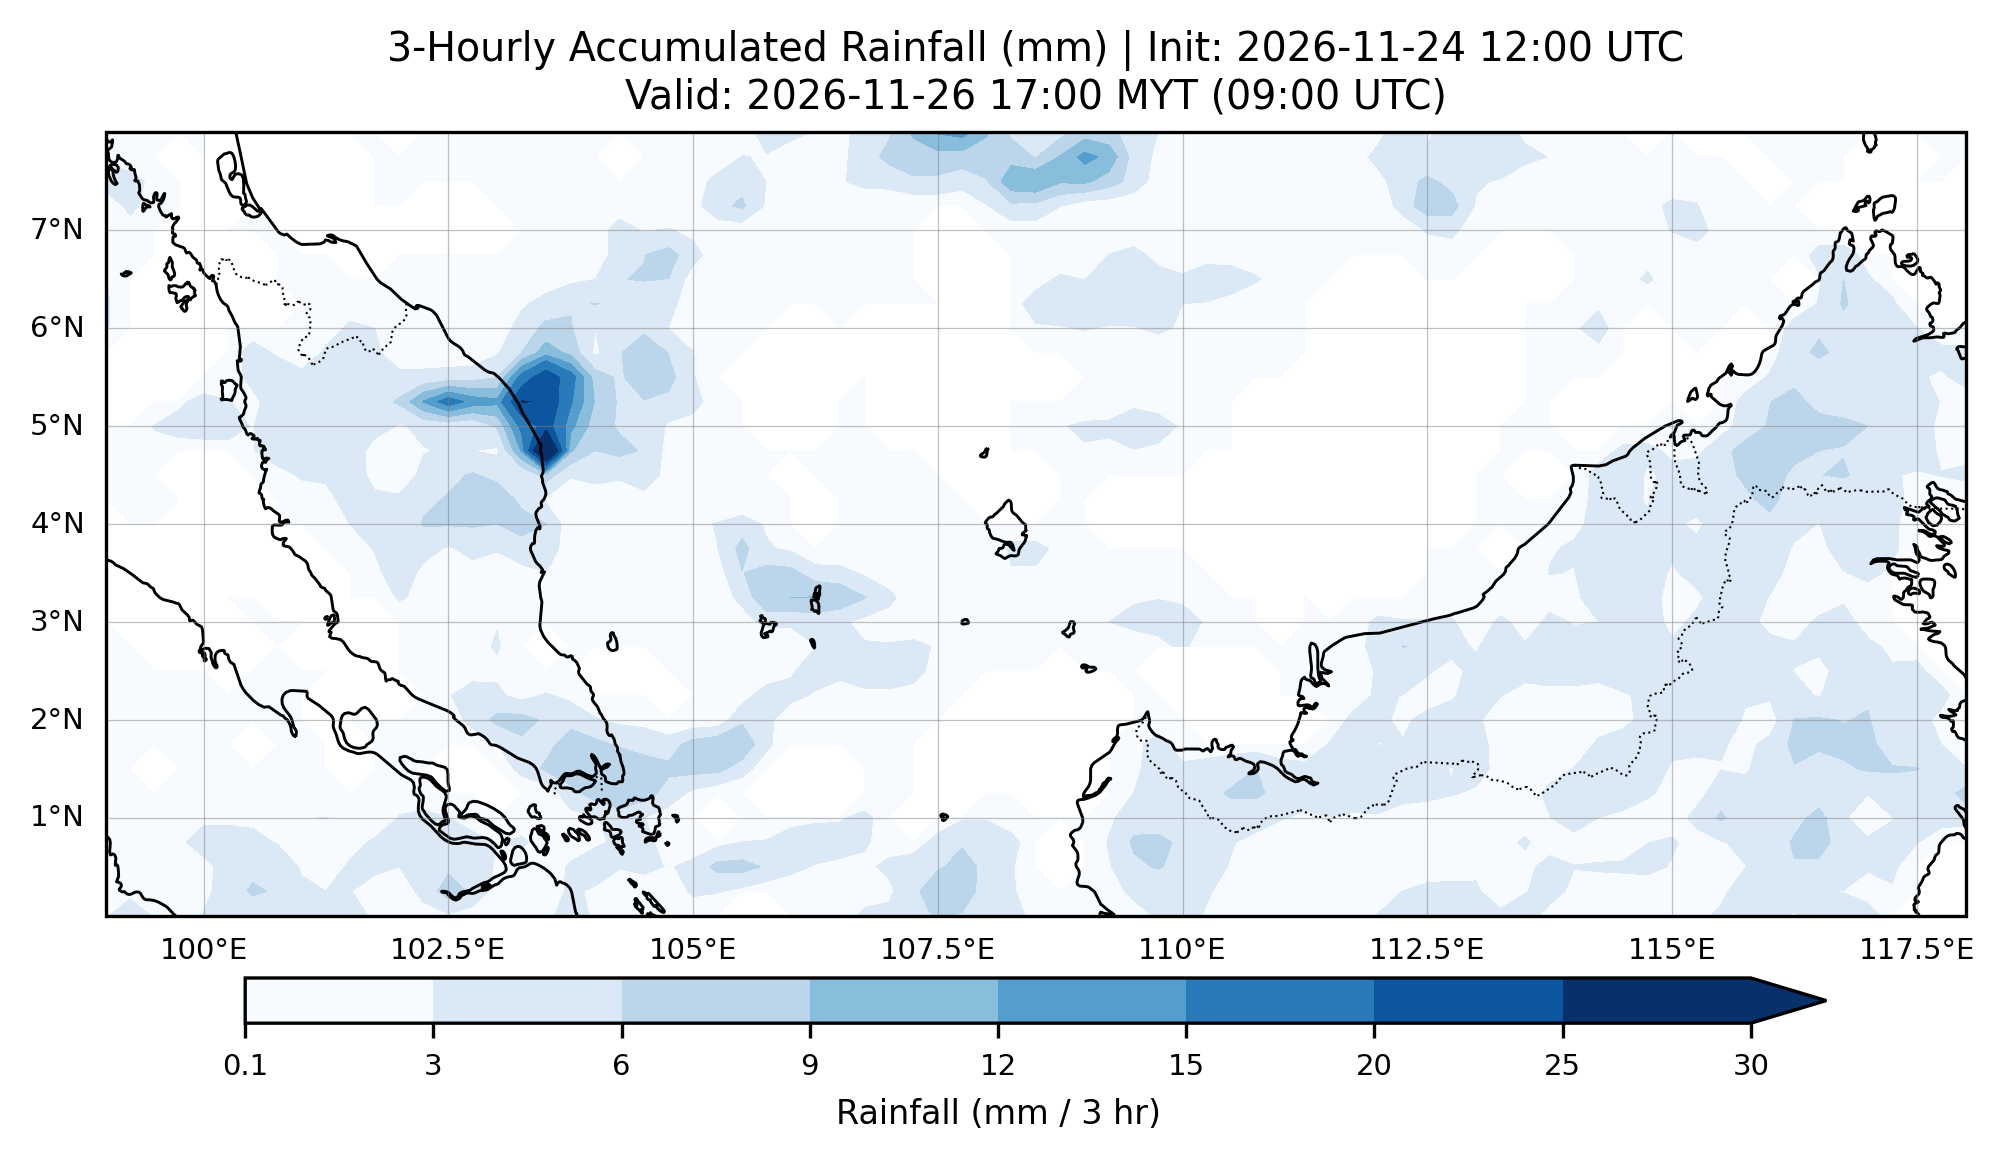 3-Hourly Accumulated Rainfall (mm) | Init: 2026-11-24 12:00 UTC
Valid: 2026-11-26 17:00 MYT (09:00 UTC)
7°N
6°N
5°N
4°N
3°N
2°N
1°N
100°E 102.5°E 105°E 107.5°E 110°E 112.5°E 115°E 117.5°E
0.1 3 6 9 12 15 20 25 30
Rainfall (mm / 3 hr)